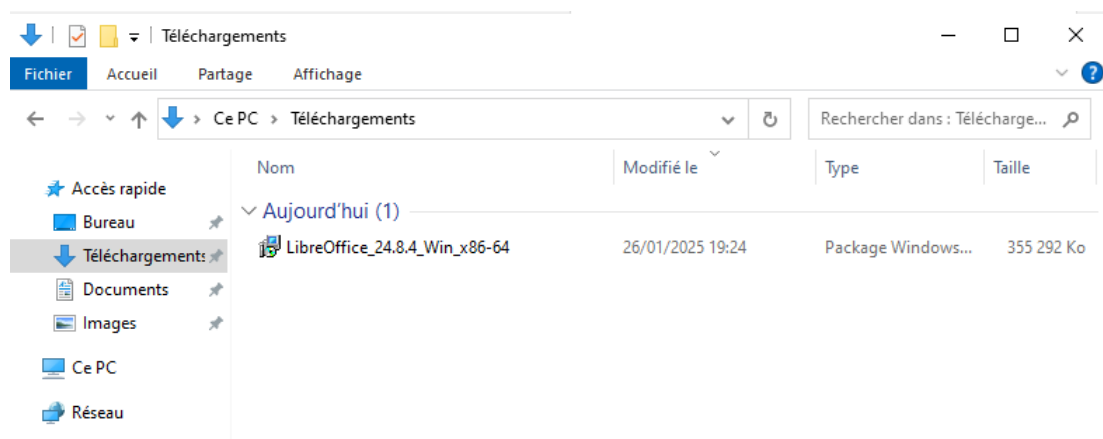 Téléchargements
Fichier Accueil Partage Affichage
Ce PC > Téléchargements Rechercher dans : Télécharge...
Nom Modifié le Type Taille
Accès rapide
Aujourd'hui (1)
Bureau
LibreOffice_24.8.4_Win_x86-64 26/01/2025 19:24 Package Windows... 355 292 Ko
Téléchargements
Documents
Images
Ce PC
Réseau